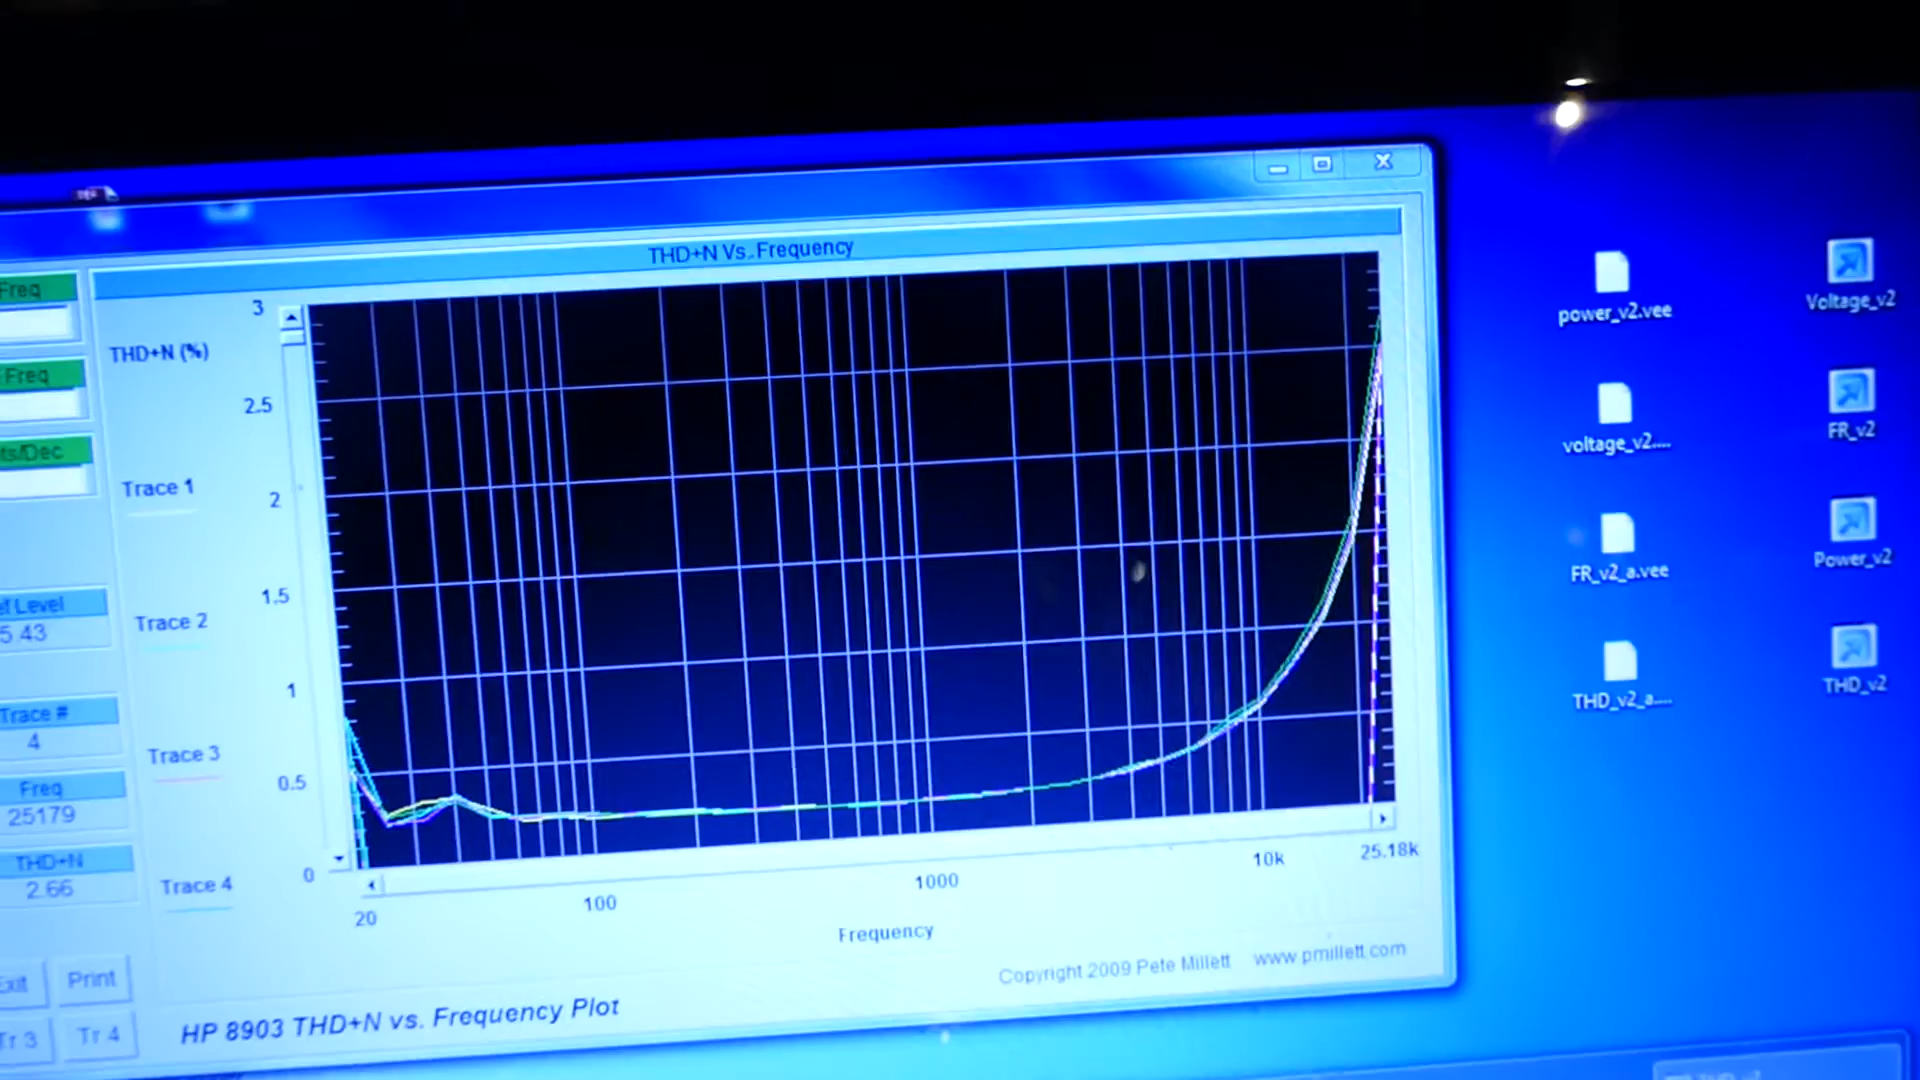 THD+N Vs. Frequency
Freq
3
THD+N (%)
Freq
2.5
ts/Dec
Trace 1
2
1.5
ef Level
5.43
Trace 2
1
Trace #
4
Trace 3
0.5
Freq
25179
THD+N
2.66
Trace 4
0
20
100
1000
10k
25.18k
Frequency
Exit
Print
Tr 3
Tr 4
HP 8903 THD+N vs. Frequency Plot
Copyright 2009 Pete Millett
www.pmillett.com
power_v2.vee
Voltage_v2
voltage_v2....
FR_v2
FR_v2_a.vee
Power_v2
THD_v2_a....
THD_v2